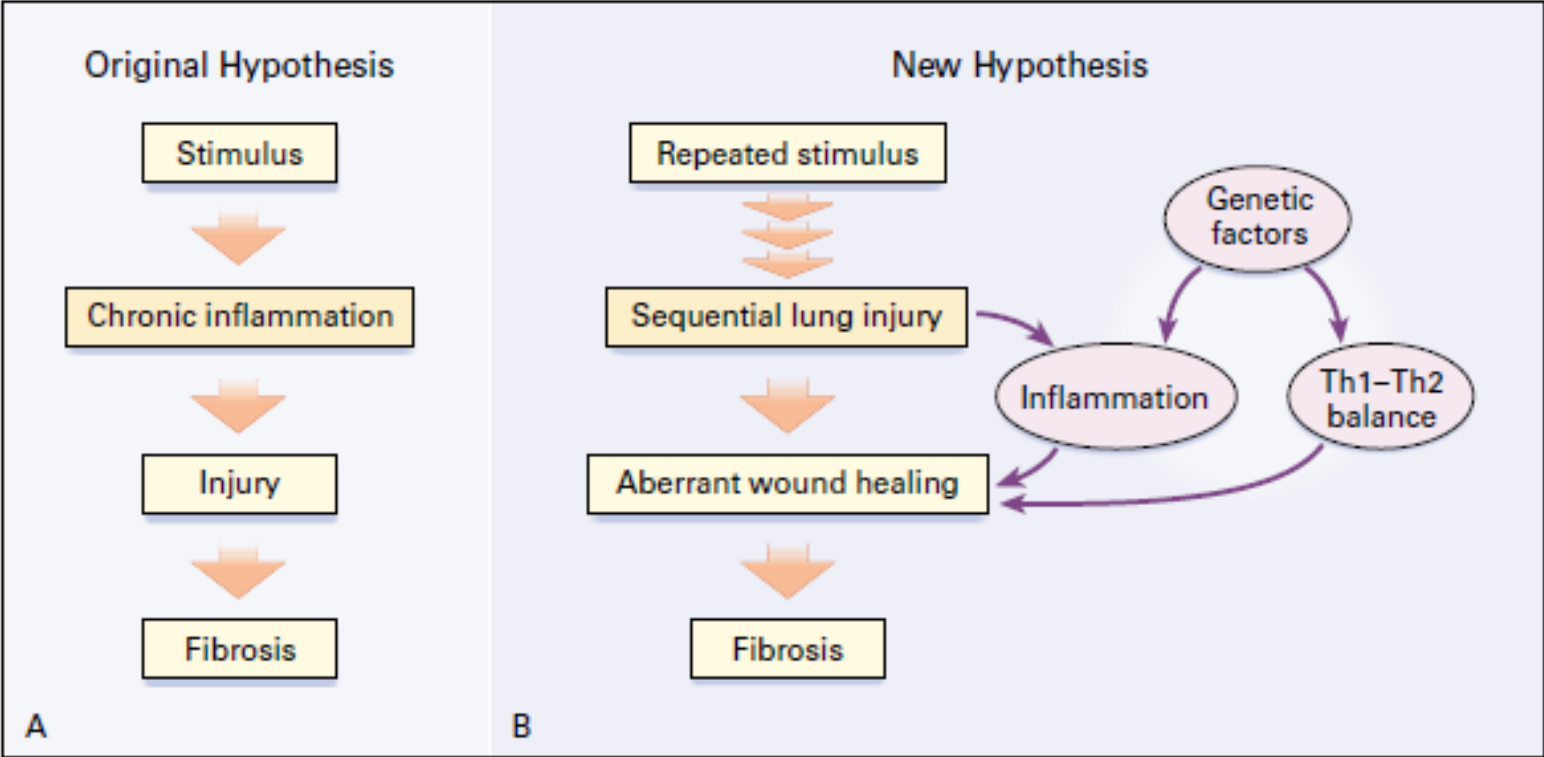 Original Hypothesis
Stimulus
Chronic inflammation
Injury
Fibrosis
A
New Hypothesis
Repeated stimulus
Genetic
factors
Sequential lung injury
Inflammation
Th1–Th2
balance
Aberrant wound healing
Fibrosis
B